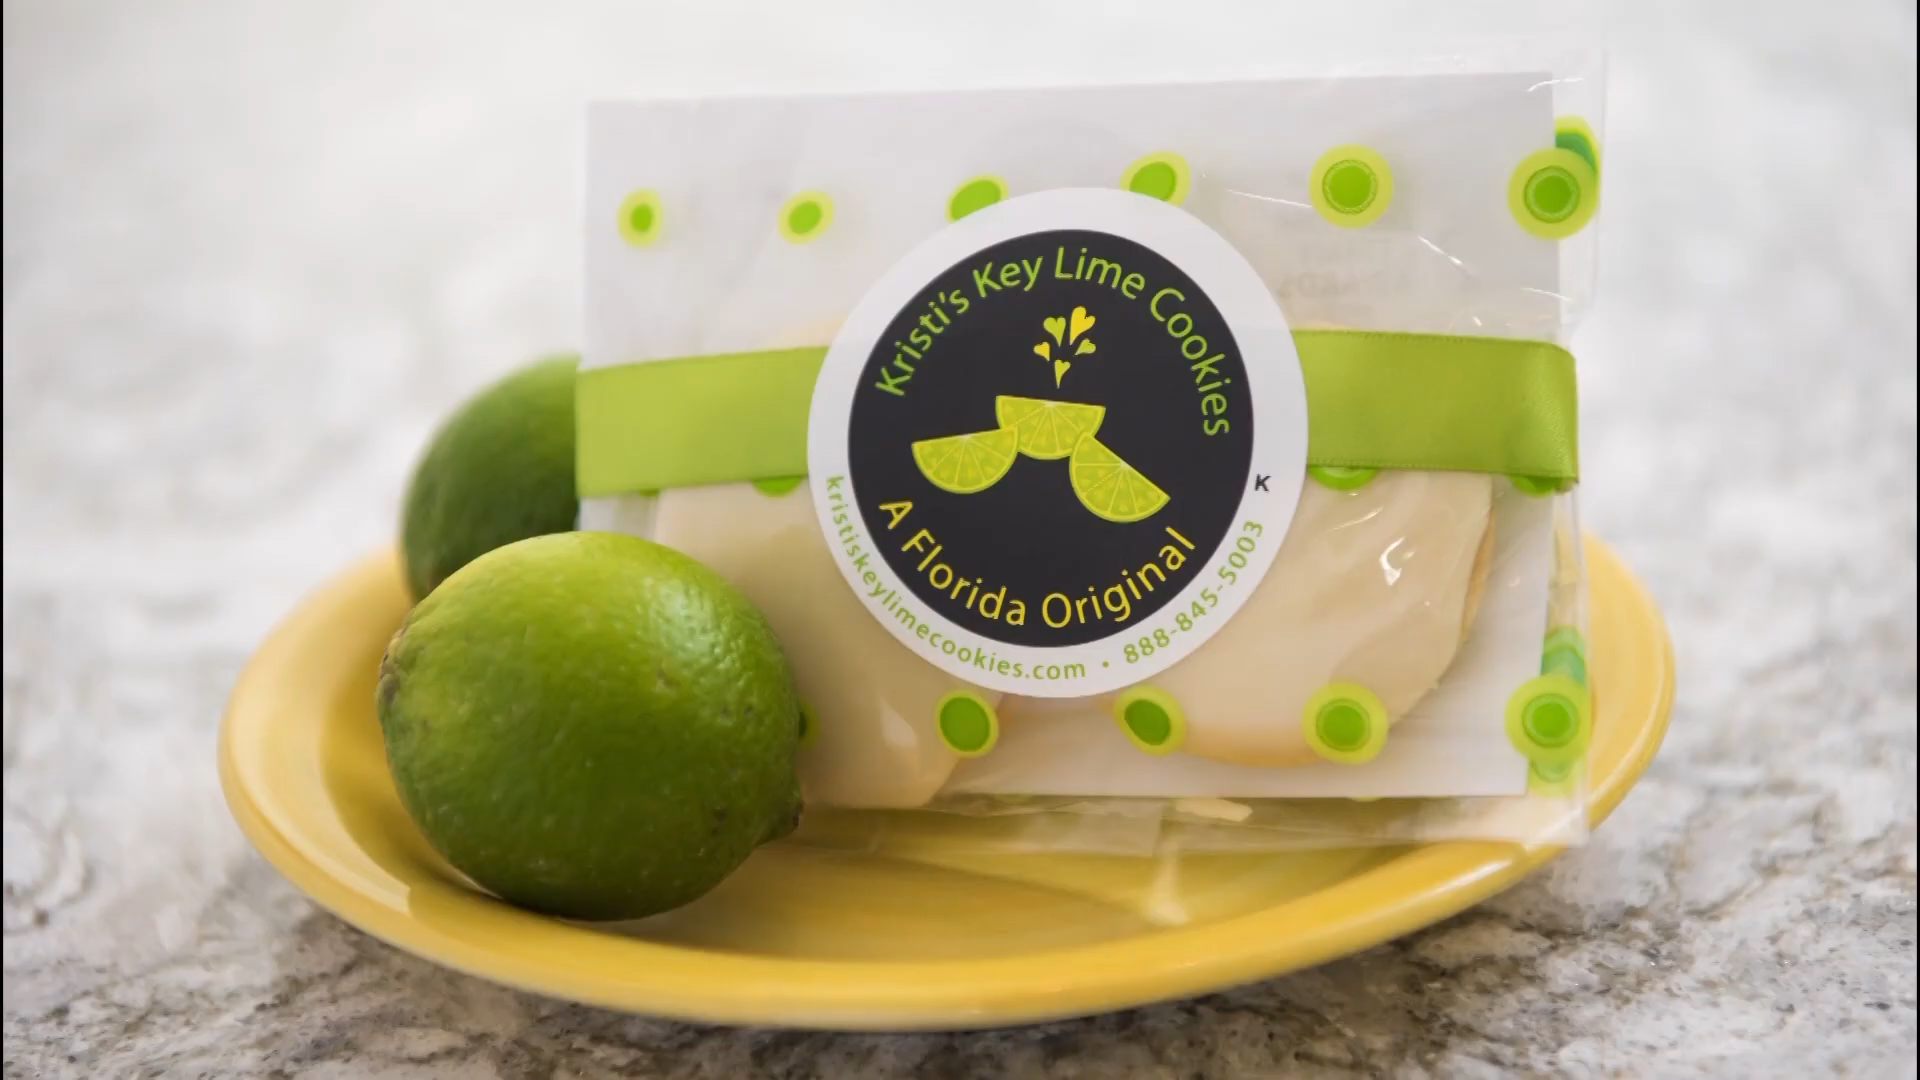 Kristi's Key Lime Cookies
A Florida Original
kristiskeylimecookies.com • 888-845-5003
K